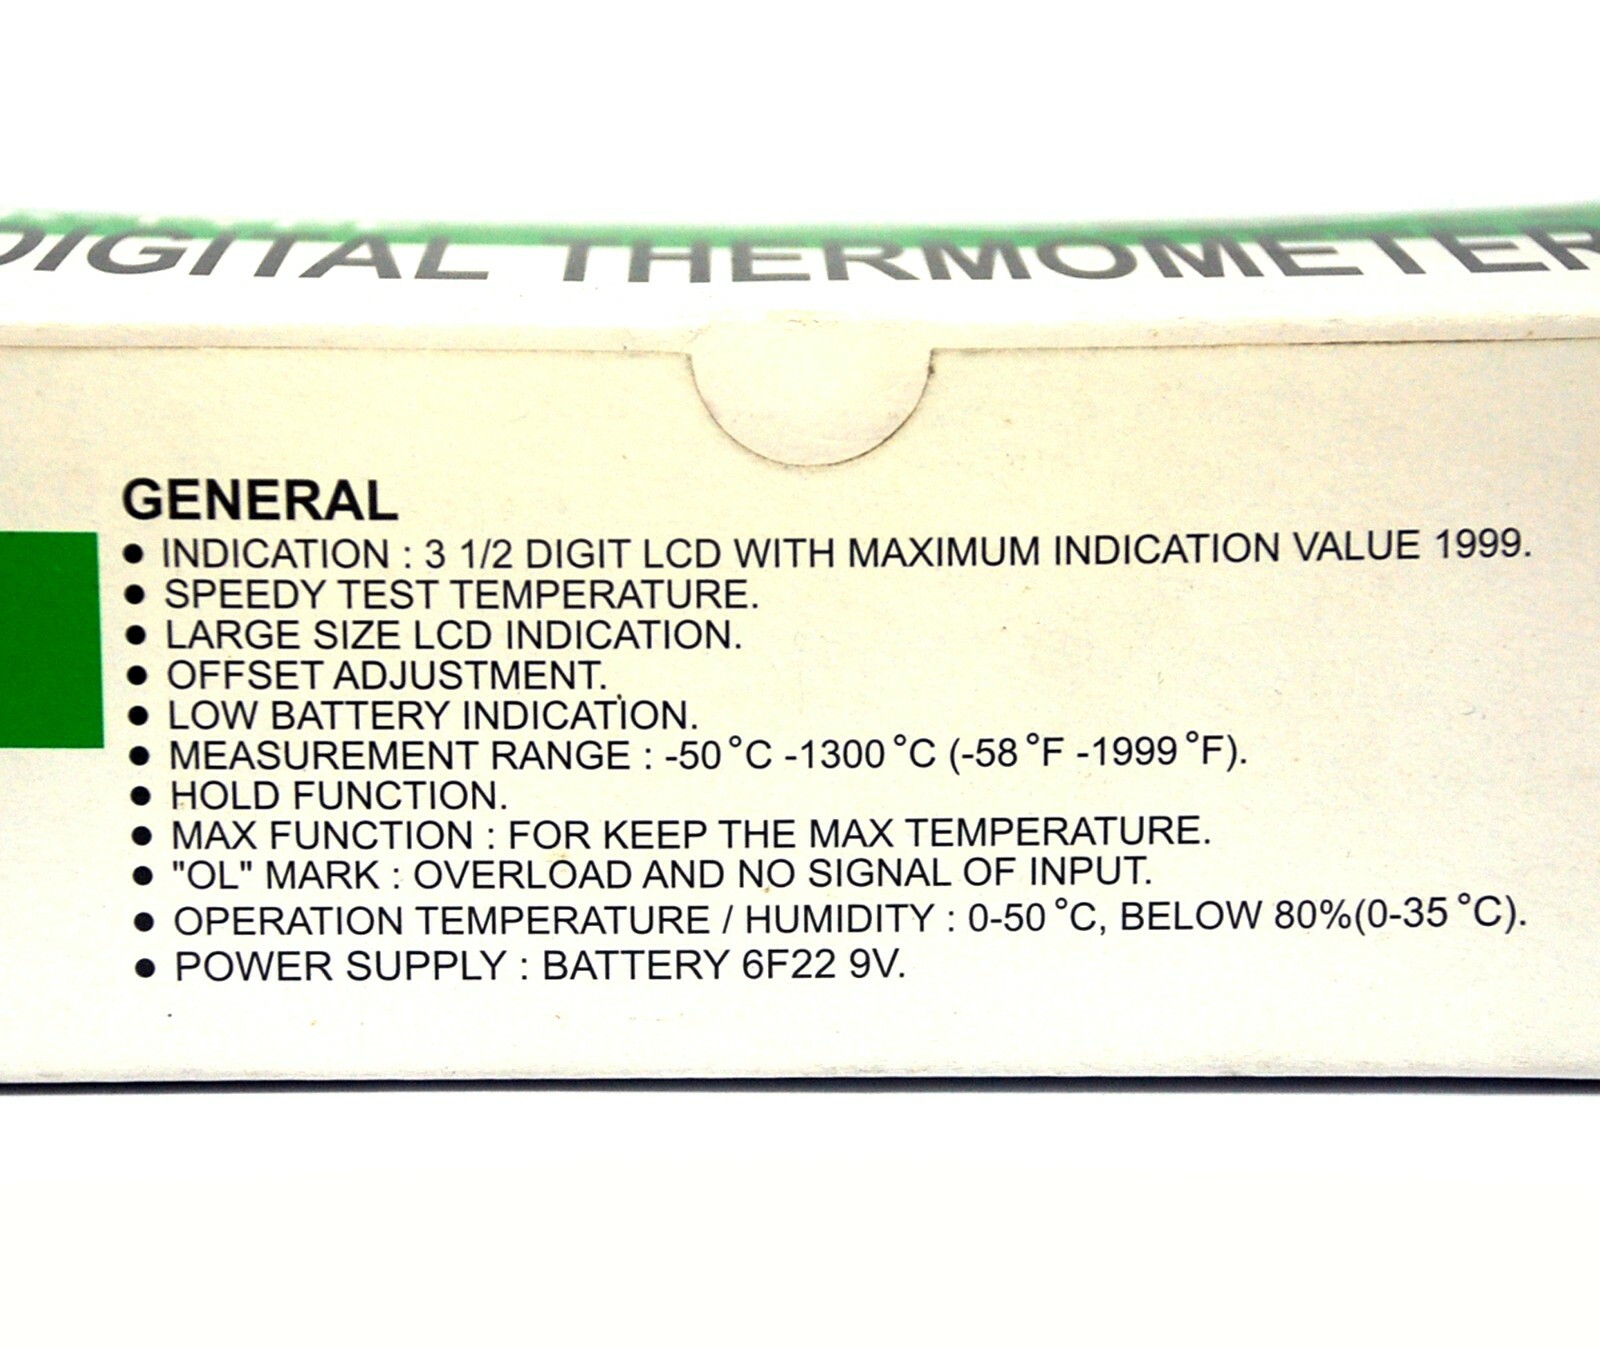 DIGITAL THERMOMETER
GENERAL
● INDICATION : 3 1/2 DIGIT LCD WITH MAXIMUM INDICATION VALUE 1999.
● SPEEDY TEST TEMPERATURE.
● LARGE SIZE LCD INDICATION.
● OFFSET ADJUSTMENT.
● LOW BATTERY INDICATION.
● MEASUREMENT RANGE : -50°C -1300°C (-58°F -1999°F).
● HOLD FUNCTION.
● MAX FUNCTION : FOR KEEP THE MAX TEMPERATURE.
● "OL" MARK : OVERLOAD AND NO SIGNAL OF INPUT.
● OPERATION TEMPERATURE / HUMIDITY : 0-50°C, BELOW 80%(0-35°C).
● POWER SUPPLY : BATTERY 6F22 9V.